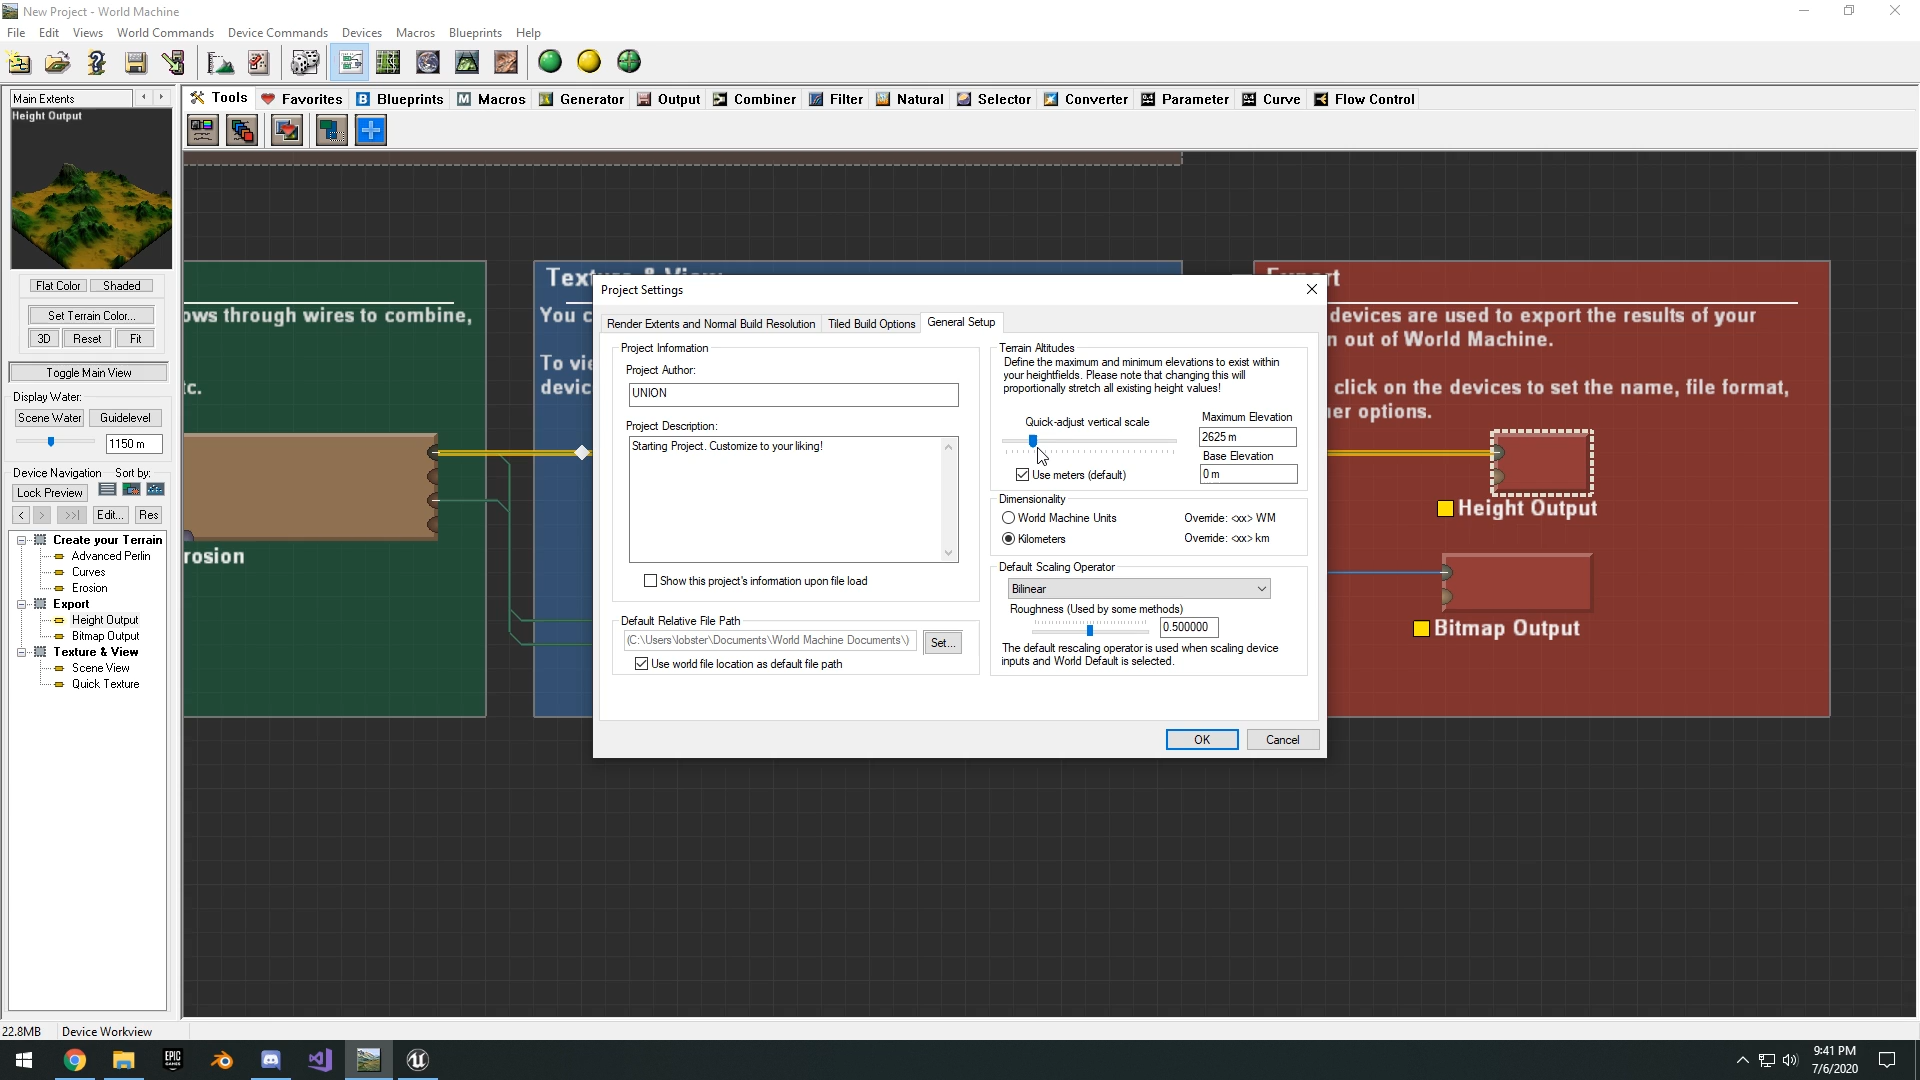 New Project - World Machine
File Edit Views World Commands Device Commands Devices Macros Blueprints Help
Main Extents
Tools Favorites Blueprints Macros Generator Output Combiner Filter Natural Selector Converter Parameter Curve Flow Control
Height Output
Flat Color Shaded
Set Terrain Color...
3D Reset Fit
Toggle Main View
Display Water:
Scene Water Guidelevel
1150 m
Device Navigation Sort by:
Lock Preview
< > >>| Edit... Res
Create your Terrain
Advanced Perlin
Curves
Erosion
Export
Height Output
Bitmap Output
Texture & View
Scene View
Quick Texture
ows through wires to combine,
tc.
rosion
Texture & View
You c
To vie
devic
Export
devices are used to export the results of your
n out of World Machine.
click on the devices to set the name, file format,
er options.
Height Output
Bitmap Output
Project Settings
Render Extents and Normal Build Resolution Tiled Build Options General Setup
Project Information
Project Author:
UNION
Project Description:
Starting Project. Customize to your liking!
Show this project's information upon file load
Default Relative File Path
(C:\Users\lobster\Documents\World Machine Documents\)
Set...
Use world file location as default file path
Terrain Altitudes
Define the maximum and minimum elevations to exist within
your heightfields. Please note that changing this will
proportionally stretch all existing height values!
Quick-adjust vertical scale
Maximum Elevation
2625 m
Base Elevation
Use meters (default)
0 m
Dimensionality
World Machine Units Override: <xx> WM
Kilometers Override: <xx> km
Default Scaling Operator
Bilinear
Roughness (Used by some methods)
0.500000
The default rescaling operator is used when scaling device
inputs and World Default is selected.
OK Cancel
22.8MB Device Workview
EPIC
GAMES
9:41 PM
7/6/2020